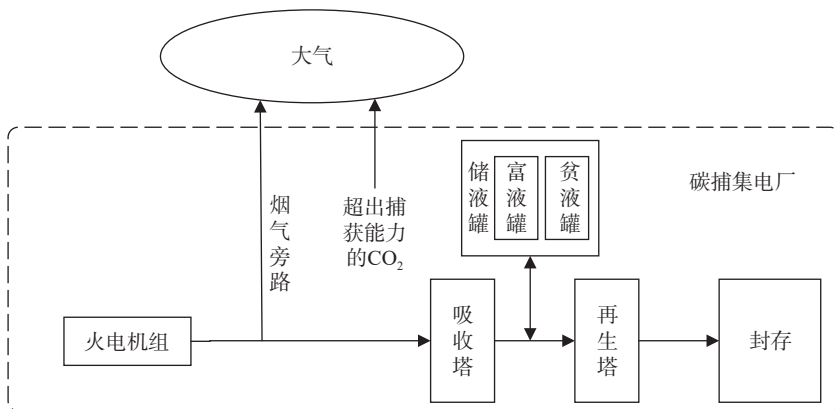 大气
碳捕集电厂
储液罐
富液罐
贫液罐
烟气旁路
超出捕
获能力
的CO₂
火电机组
吸收塔
再生塔
封存